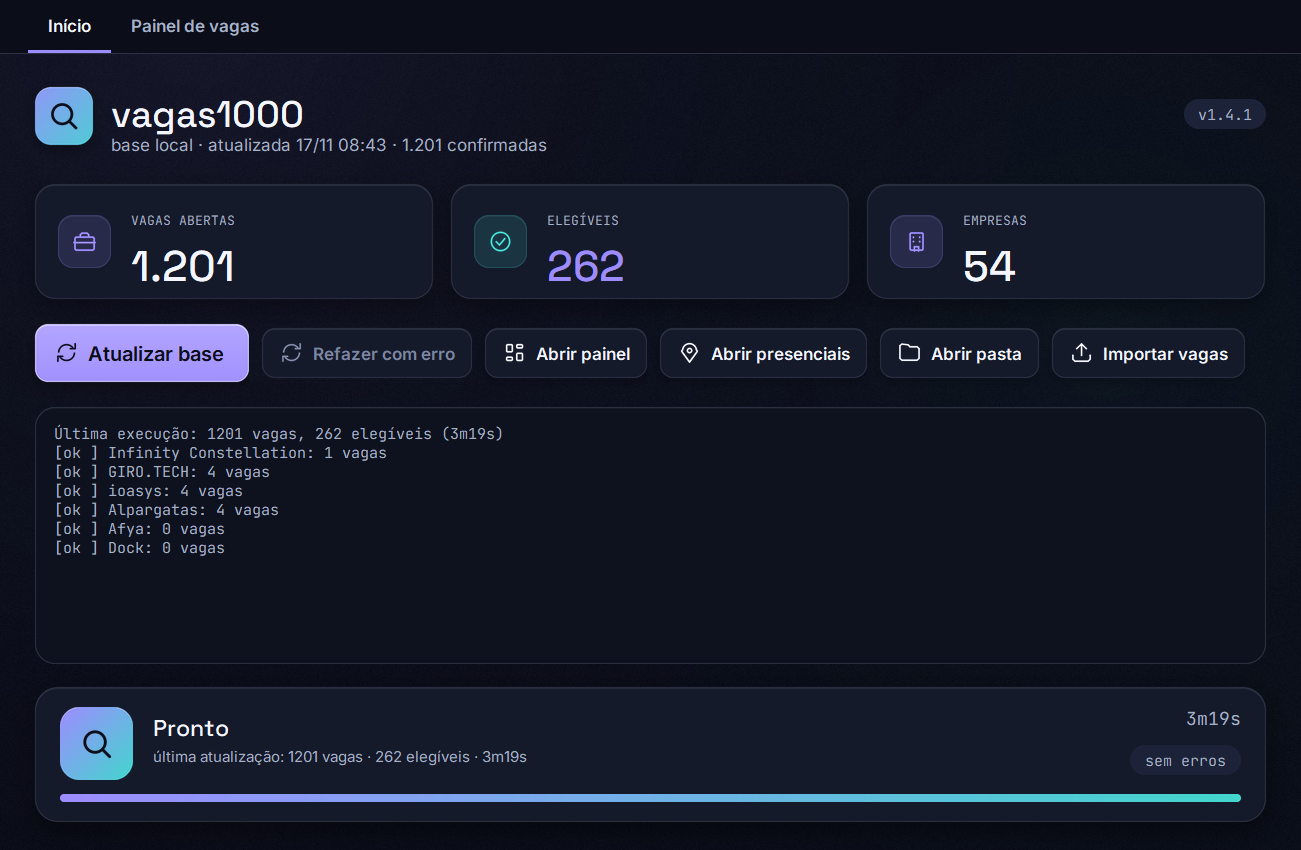 Início
Painel de vagas
vagas1000
base local · atualizada 17/11 08:43 · 1.201 confirmadas
v1.4.1
VAGAS ABERTAS
1.201
ELEGÍVEIS
262
EMPRESAS
54
Atualizar base
Refazer com erro
Abrir painel
Abrir presenciais
Abrir pasta
Importar vagas
Última execução: 1201 vagas, 262 elegíveis (3m19s)
[ok ] Infinity Constellation: 1 vagas
[ok ] GIRO.TECH: 4 vagas
[ok ] ioasys: 4 vagas
[ok ] Alpargatas: 4 vagas
[ok ] Afya: 0 vagas
[ok ] Dock: 0 vagas
Pronto
última atualização: 1201 vagas · 262 elegíveis · 3m19s
3m19s
sem erros